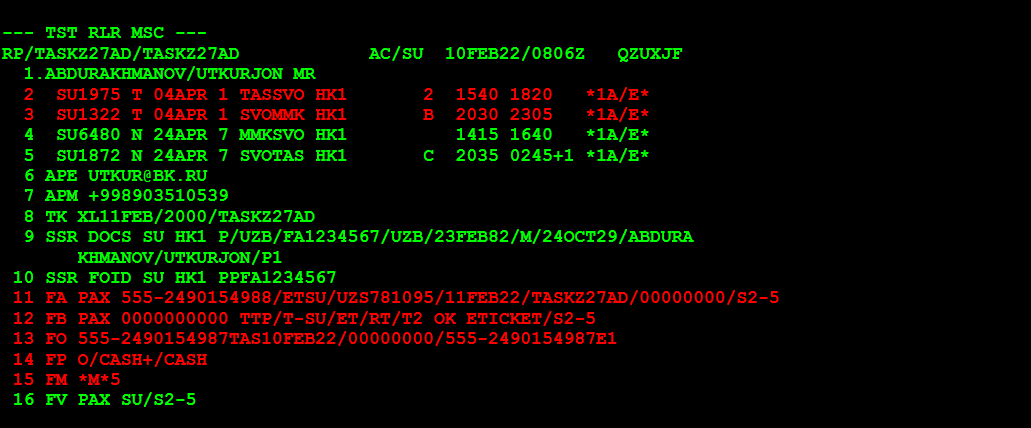 --- TST RLR MSC ---
RP/TASKZ27AD/TASKZ27AD            AC/SU  10FEB22/0806Z   QZUXJF
  1.ABDURAKHMANOV/UTKURJON MR
  2  SU1975 T 04APR 1 TASSVO HK1       2  1540 1820   *1A/E*
  3  SU1322 T 04APR 1 SVOMMK HK1       B  2030 2305   *1A/E*
  4  SU6480 N 24APR 7 MMKSVO HK1          1415 1640   *1A/E*
  5  SU1872 N 24APR 7 SVOTAS HK1       C  2035 0245+1 *1A/E*
  6 APE UTKUR@BK.RU
  7 APM +998903510539
  8 TK XL11FEB/2000/TASKZ27AD
  9 SSR DOCS SU HK1 P/UZB/FA1234567/UZB/23FEB82/M/24OCT29/ABDURA
       KHMANOV/UTKURJON/P1
 10 SSR FOID SU HK1 PPFA1234567
 11 FA PAX 555-2490154988/ETSU/UZS781095/11FEB22/TASKZ27AD/00000000/S2-5
 12 FB PAX 0000000000 TTP/T-SU/ET/RT/T2 OK ETICKET/S2-5
 13 FO 555-2490154987TAS10FEB22/00000000/555-2490154987E1
 14 FP O/CASH+/CASH
 15 FM *M*5
 16 FV PAX SU/S2-5